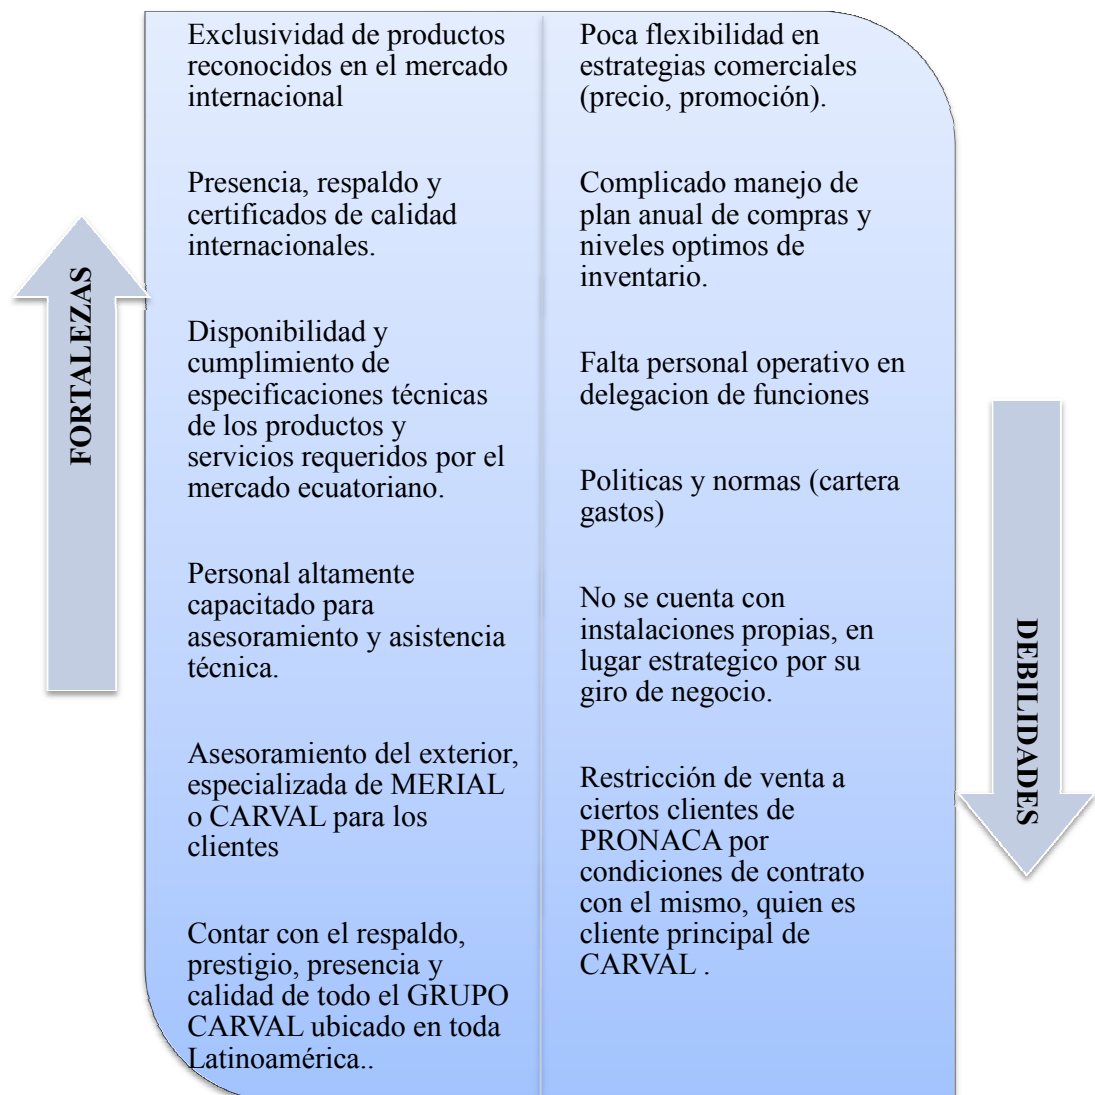 FORTALEZAS
Exclusividad de productos
reconocidos en el mercado
internacional
Presencia, respaldo y
certificados de calidad
internacionales.
Disponibilidad y
cumplimiento de
especificaciones técnicas
de los productos y
servicios requeridos por el
mercado ecuatoriano.
Personal altamente
capacitado para
asesoramiento y asistencia
técnica.
Asesoramiento del exterior,
especializada de MERIAL
o CARVAL para los
clientes
Contar con el respaldo,
prestigio, presencia y
calidad de todo el GRUPO
CARVAL ubicado en toda
Latinoamérica..
Poca flexibilidad en
estrategias comerciales
(precio, promoción).
Complicado manejo de
plan anual de compras y
niveles optimos de
inventario.
Falta personal operativo en
delegacion de funciones
Politicas y normas (cartera
gastos)
No se cuenta con
instalaciones propias, en
lugar estrategico por su
giro de negocio.
Restricción de venta a
ciertos clientes de
PRONACA por
condiciones de contrato
con el mismo, quien es
cliente principal de
CARVAL .
DEBILIDADES